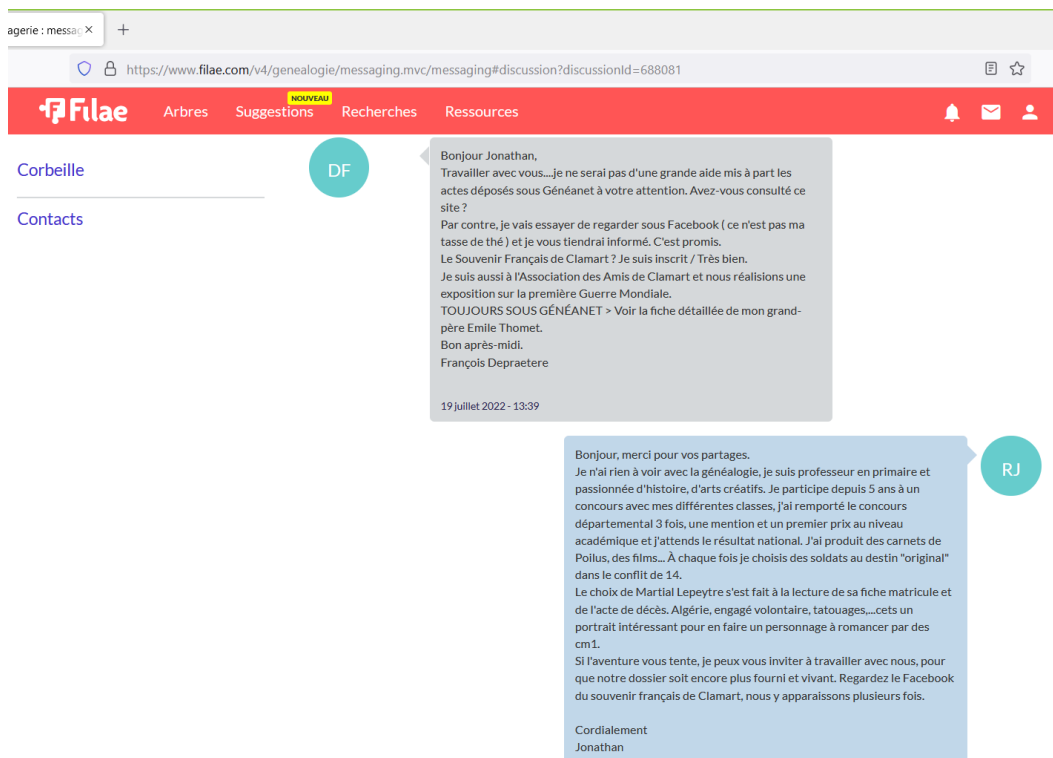 agerie : messag
https://www.filae.com/v4/genealogie/messaging.mvc/messaging#discussion?discussionId=688081
NOUVEAU
Filae Arbres Suggestions Recherches Ressources
Corbeille
Contacts
DF
Bonjour Jonathan,
Travailler avec vous....je ne serai pas d'une grande aide mis à part les
actes déposés sous Généanet à votre attention. Avez-vous consulté ce
site ?
Par contre, je vais essayer de regarder sous Facebook ( ce n'est pas ma
tasse de thé ) et je vous tiendrai informé. C'est promis.
Le Souvenir Français de Clamart ? Je suis inscrit / Très bien.
Je suis aussi à l'Association des Amis de Clamart et nous réalisions une
exposition sur la première Guerre Mondiale.
TOUJOURS SOUS GÉNÉANET > Voir la fiche détaillée de mon grand-
père Emile Thomet.
Bon après-midi.
François Depraetere
19 juillet 2022 - 13:39
RJ
Bonjour, merci pour vos partages.
Je n'ai rien à voir avec la généalogie, je suis professeur en primaire et
passionnée d'histoire, d'arts créatifs. Je participe depuis 5 ans à un
concours avec mes différentes classes, j'ai remporté le concours
départemental 3 fois, une mention et un premier prix au niveau
académique et j'attends le résultat national. J'ai produit des carnets de
Poilus, des films... À chaque fois je choisis des soldats au destin "original"
dans le conflit de 14.
Le choix de Martial Lepeytre s'est fait à la lecture de sa fiche matricule et
de l'acte de décès. Algérie, engagé volontaire, tatouages,...cets un
portrait intéressant pour en faire un personnage à romancer par des
cm1.
Si l'aventure vous tente, je peux vous inviter à travailler avec nous, pour
que notre dossier soit encore plus fourni et vivant. Regardez le Facebook
du souvenir français de Clamart, nous y apparaissons plusieurs fois.
Cordialement
Jonathan